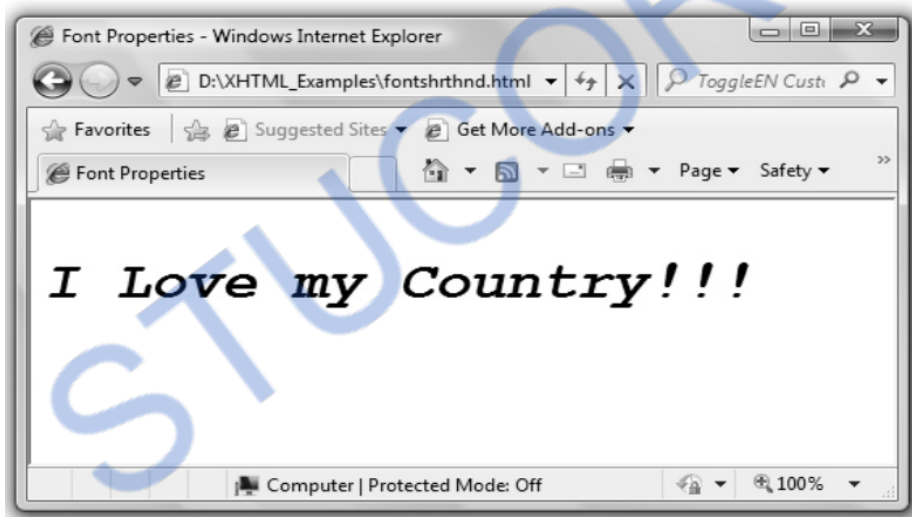 Font Properties - Windows Internet Explorer
D:\XHTML_Examples\fontshrthnd.html ToggleEN Custo
Favorites Suggested Sites Get More Add-ons
Font Properties Page Safety »
I Love my Country!!!
Computer | Protected Mode: Off 100%
STUCOR